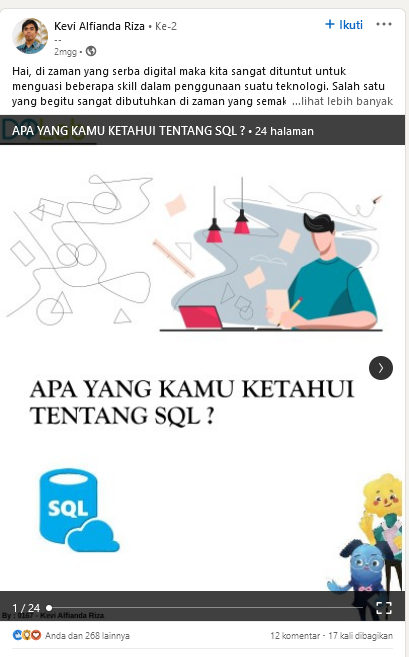 Kevi Alfianda Riza • Ke-2
+ Ikuti
--
2mgg •
Hai, di zaman yang serba digital maka kita sangat dituntut untuk
menguasi beberapa skill dalam penggunaan suatu teknologi. Salah satu
yang begitu sangat dibutuhkan di zaman yang semak ...lihat lebih banyak
APA YANG KAMU KETAHUI TENTANG SQL ? • 24 halaman
APA YANG KAMU KETAHUI
TENTANG SQL ?
SQL
1 / 24
Kevi Alfianda Riza
Anda dan 268 lainnya
12 komentar · 17 kali dibagikan